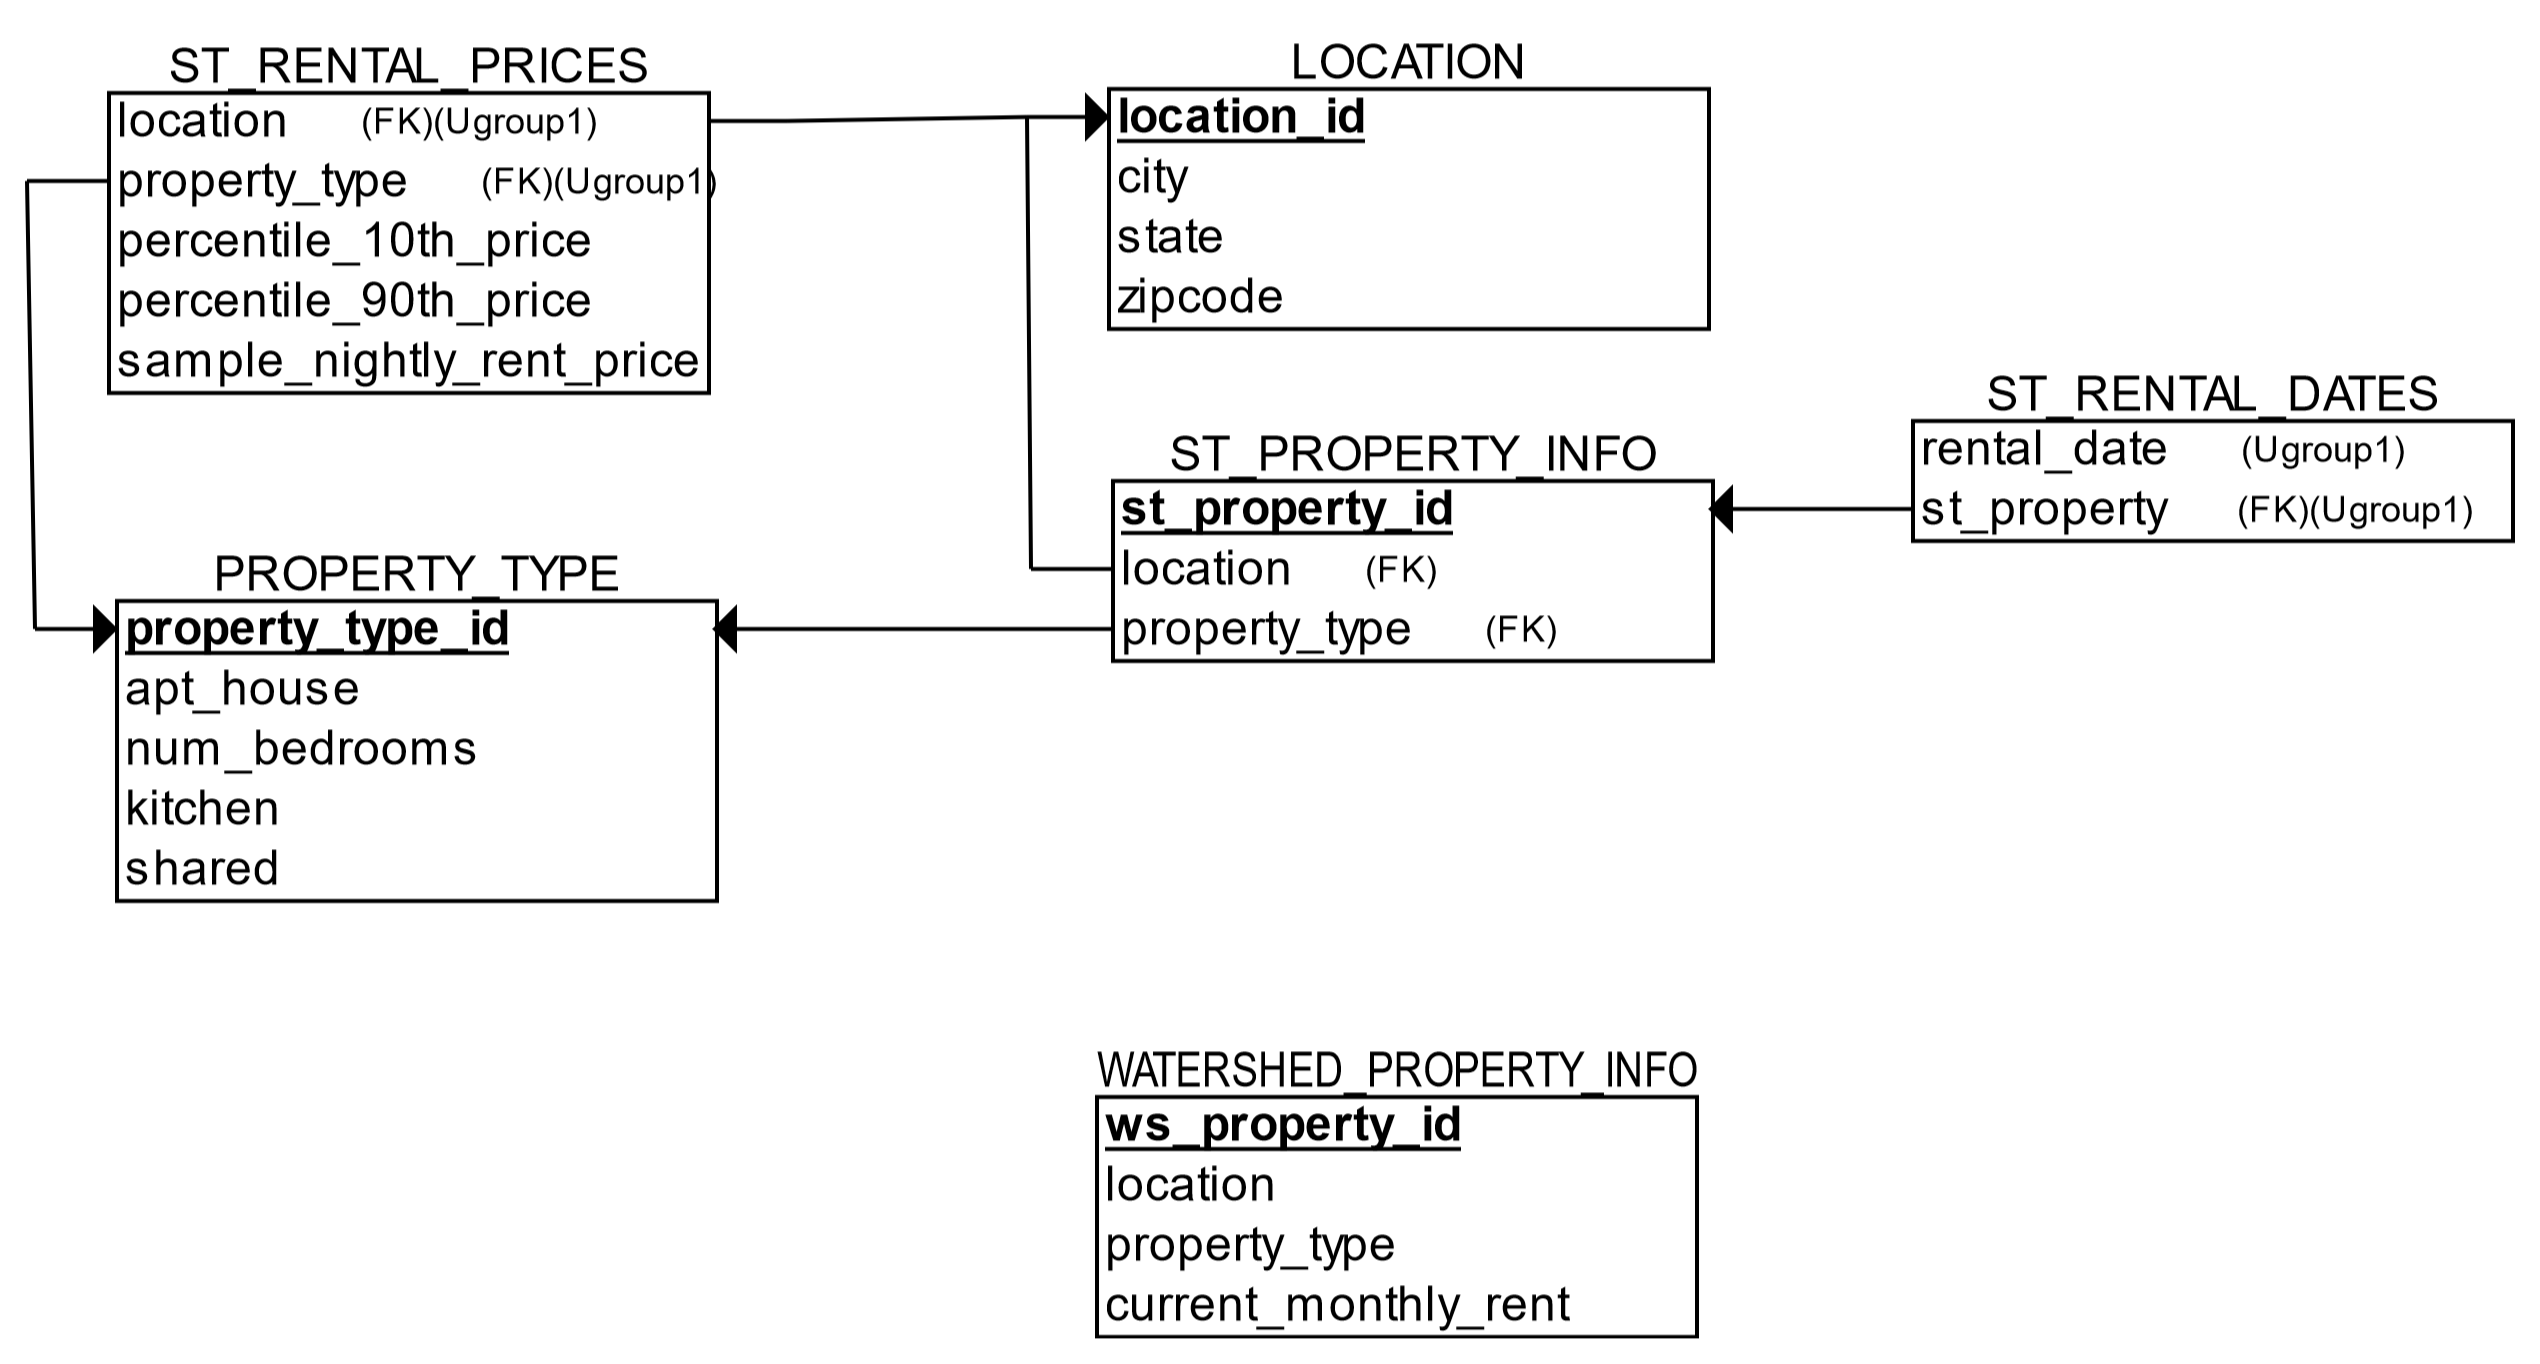 ST_RENTAL_PRICES
location (FK)(Ugroup1)
property_type (FK)(Ugroup1)
percentile_10th_price
percentile_90th_price
sample_nightly_rent_price
LOCATION
location_id
city
state
zipcode
ST_RENTAL_DATES
rental_date (Ugroup1)
st_property (FK)(Ugroup1)
ST_PROPERTY_INFO
st_property_id
location (FK)
property_type (FK)
PROPERTY_TYPE
property_type_id
apt_house
num_bedrooms
kitchen
shared
WATERSHED_PROPERTY_INFO
ws_property_id
location
property_type
current_monthly_rent